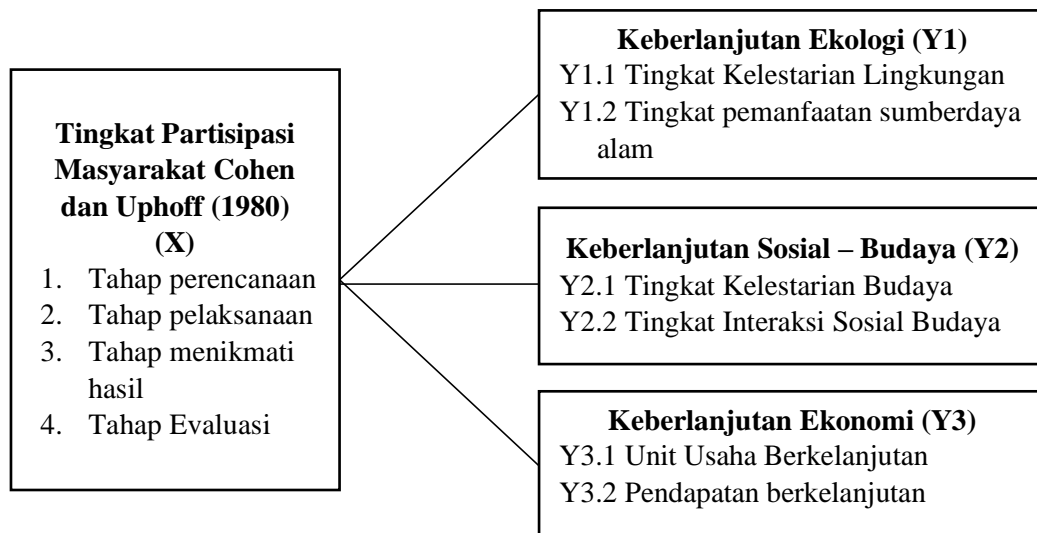 Tingkat Partisipasi
Masyarakat Cohen
dan Uphoff (1980)
(X)
1. Tahap perencanaan
2. Tahap pelaksanaan
3. Tahap menikmati
hasil
4. Tahap Evaluasi
Keberlanjutan Ekologi (Y1)
Y1.1 Tingkat Kelestarian Lingkungan
Y1.2 Tingkat pemanfaatan sumberdaya
alam
Keberlanjutan Sosial – Budaya (Y2)
Y2.1 Tingkat Kelestarian Budaya
Y2.2 Tingkat Interaksi Sosial Budaya
Keberlanjutan Ekonomi (Y3)
Y3.1 Unit Usaha Berkelanjutan
Y3.2 Pendapatan berkelanjutan